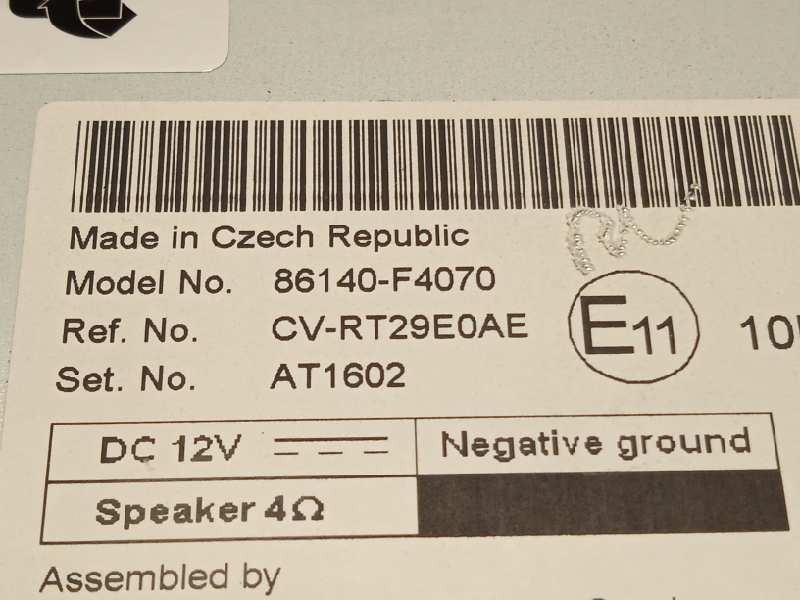 Made in Czech Republic
Model No. 86140-F4070
Ref. No. CV-RT29E0AE
Set. No. AT1602
E11
DC 12V
Negative ground
Speaker 4Ω
Assembled by